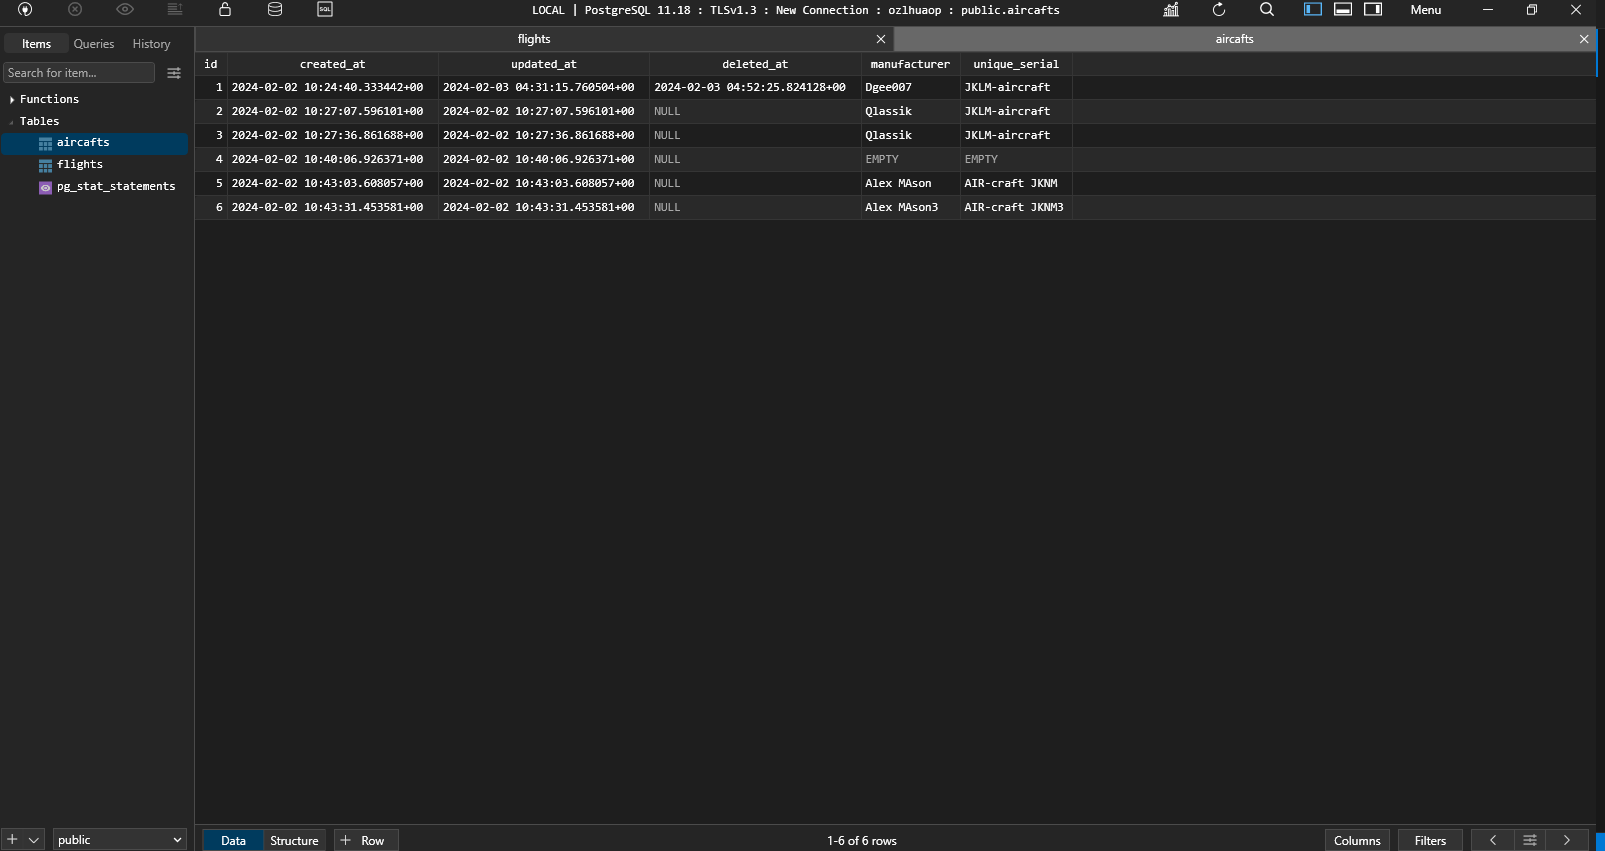 LOCAL | PostgreSQL 11.18 : TLSv1.3 : New Connection : ozlhuaop : public.aircafts
Menu
SQL
Items Queries History
Search for item...
Functions
Tables
aircafts
flights
pg_stat_statements
flights
aircafts
id created_at updated_at deleted_at manufacturer unique_serial
1 2024-02-02 10:24:40.333442+00 2024-02-03 04:31:15.760504+00 2024-02-03 04:52:25.824128+00 Dgee007 JKLM-aircraft
2 2024-02-02 10:27:07.596101+00 2024-02-02 10:27:07.596101+00 NULL Qlassik JKLM-aircraft
3 2024-02-02 10:27:36.861688+00 2024-02-02 10:27:36.861688+00 NULL Qlassik JKLM-aircraft
4 2024-02-02 10:40:06.926371+00 2024-02-02 10:40:06.926371+00 NULL EMPTY EMPTY
5 2024-02-02 10:43:03.608057+00 2024-02-02 10:43:03.608057+00 NULL Alex MAson AIR-craft JKNM
6 2024-02-02 10:43:31.453581+00 2024-02-02 10:43:31.453581+00 NULL Alex MAson3 AIR-craft JKNM3
public
Data Structure + Row
1-6 of 6 rows
Columns Filters